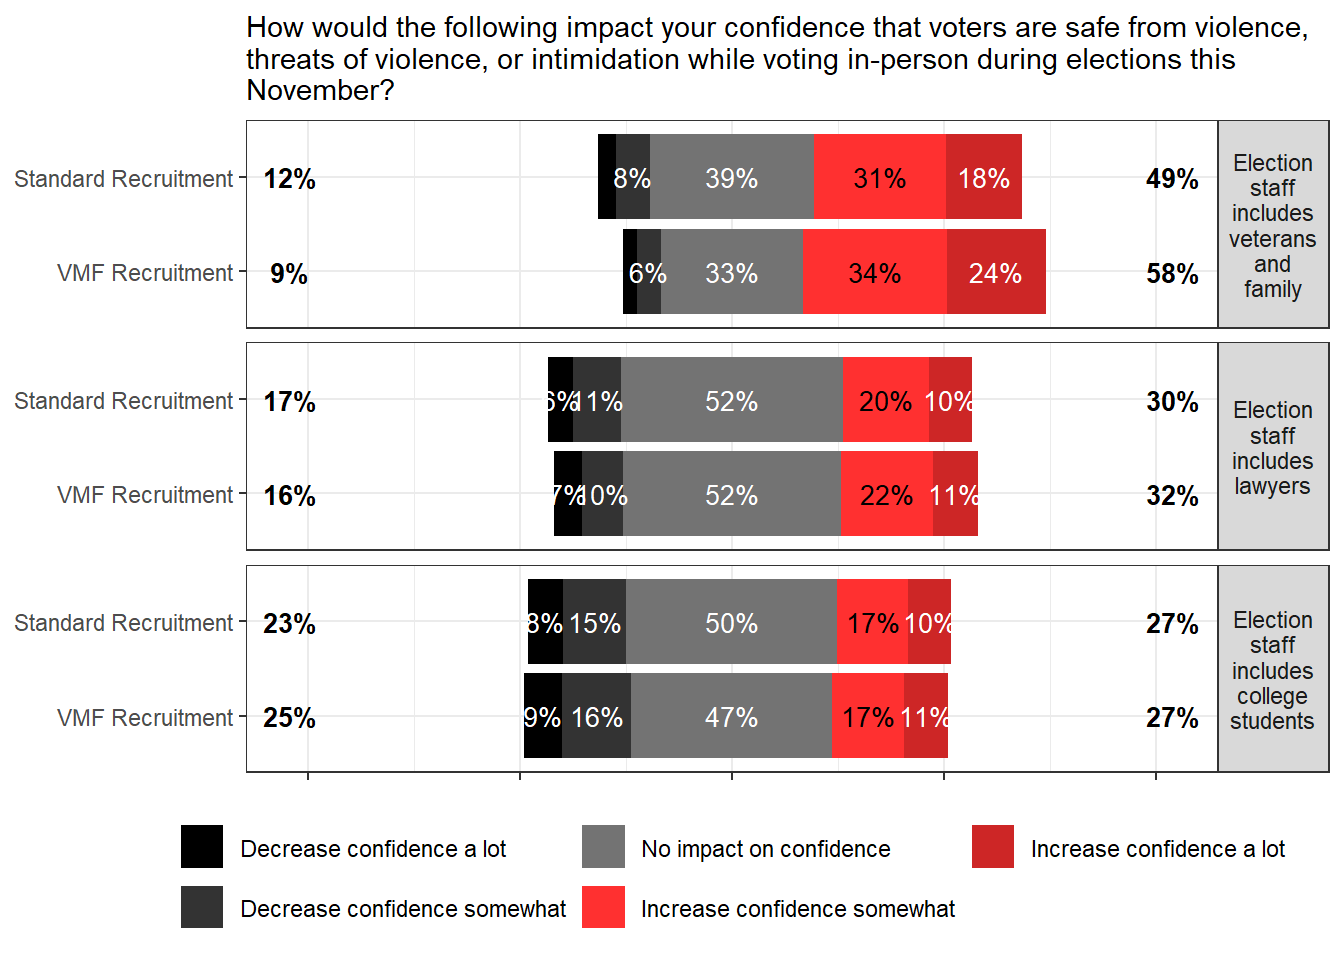 How would the following impact your confidence that voters are safe from violence,
threats of violence, or intimidation while voting in-person during elections this
November?
Standard Recruitment 12% 8% 39% 31% 18% 49%
VMF Recruitment 9% 6% 33% 34% 24% 58%
Election
staff
includes
veterans
and
family
Standard Recruitment 17% 6% 11% 52% 20% 10% 30%
VMF Recruitment 16% 7% 10% 52% 22% 11% 32%
Election
staff
includes
lawyers
Standard Recruitment 23% 8% 15% 50% 17% 10% 27%
VMF Recruitment 25% 9% 16% 47% 17% 11% 27%
Election
staff
includes
college
students
Decrease confidence a lot
Decrease confidence somewhat
No impact on confidence
Increase confidence somewhat
Increase confidence a lot